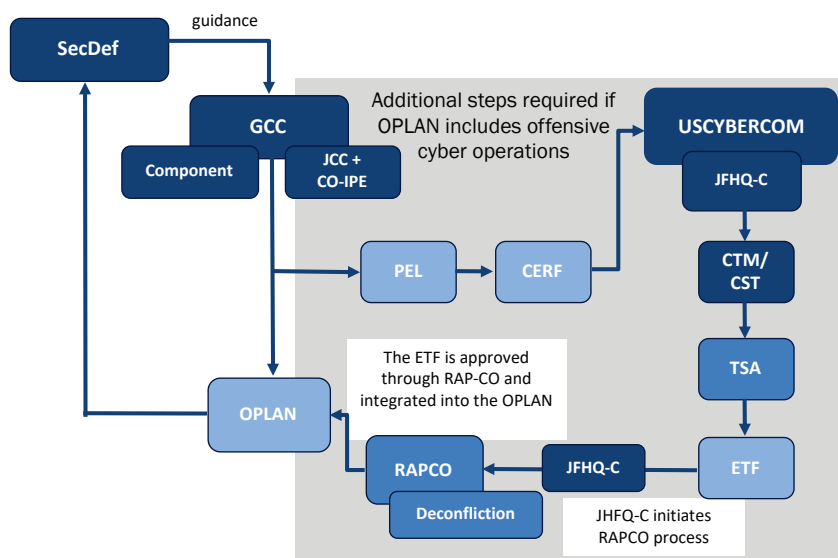 guidance
SecDef
GCC
Component
JCC +
CO-IPE
Additional steps required if
OPLAN includes offensive
cyber operations
USCYBERCOM
JFHQ-C
PEL
CERF
CTM/
CST
TSA
The ETF is approved
through RAP-CO and
integrated into the OPLAN
OPLAN
RAPCO
Deconfliction
JFHQ-C
ETF
JHFQ-C initiates
RAPCO process